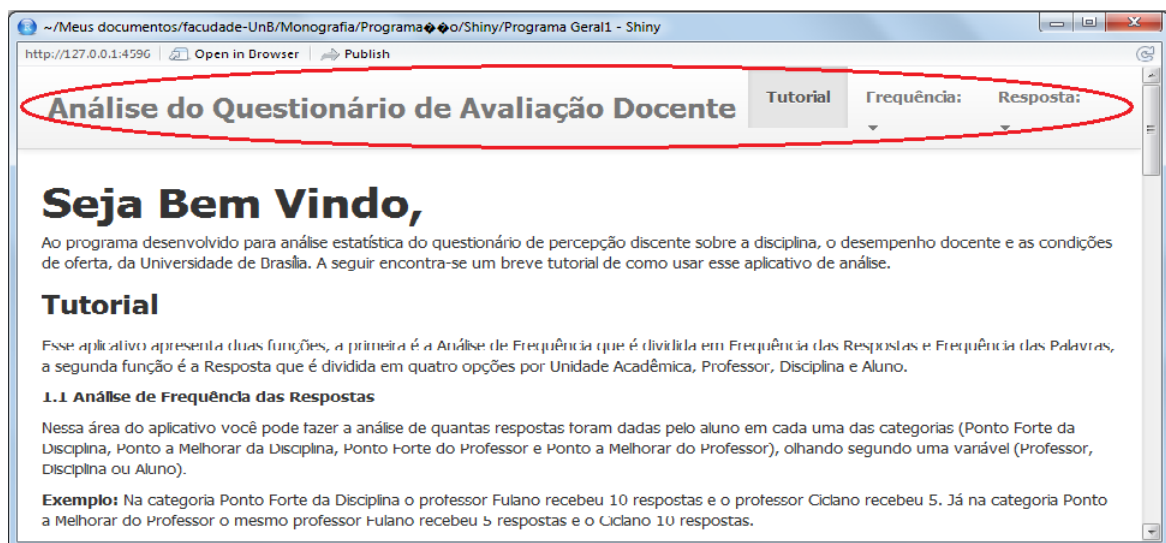 ~/Meus documentos/facudade-UnB/Monografia/Programa��o/Shiny/Programa Geral1 - Shiny
http://127.0.0.1:4596 Open in Browser Publish
Análise do Questionário de Avaliação Docente Tutorial Frequência: Resposta:
Seja Bem Vindo,
Ao programa desenvolvido para análise estatística do questionário de percepção discente sobre a disciplina, o desempenho docente e as condições
de oferta, da Universidade de Brasília. A seguir encontra-se um breve tutorial de como usar esse aplicativo de análise.
Tutorial
Esse aplicativo apresenta duas funções, a primeira é a Análise de Frequência que é dividida em Frequência das Respostas e Frequência das Palavras,
a segunda função é a Resposta que é dividida em quatro opções por Unidade Acadêmica, Professor, Disciplina e Aluno.
1.1 Análise de Frequência das Respostas
Nessa área do aplicativo você pode fazer a análise de quantas respostas foram dadas pelo aluno em cada uma das categorias (Ponto Forte da
Disciplina, Ponto a Melhorar da Disciplina, Ponto Forte do Professor e Ponto a Melhorar do Professor), olhando segundo uma variável (Professor,
Disciplina ou Aluno).
Exemplo: Na categoria Ponto Forte da Disciplina o professor Fulano recebeu 10 respostas e o professor Ciclano recebeu 5. Já na categoria Ponto
a Melhorar do Professor o mesmo professor Fulano recebeu 5 respostas e o Ciclano 10 respostas.